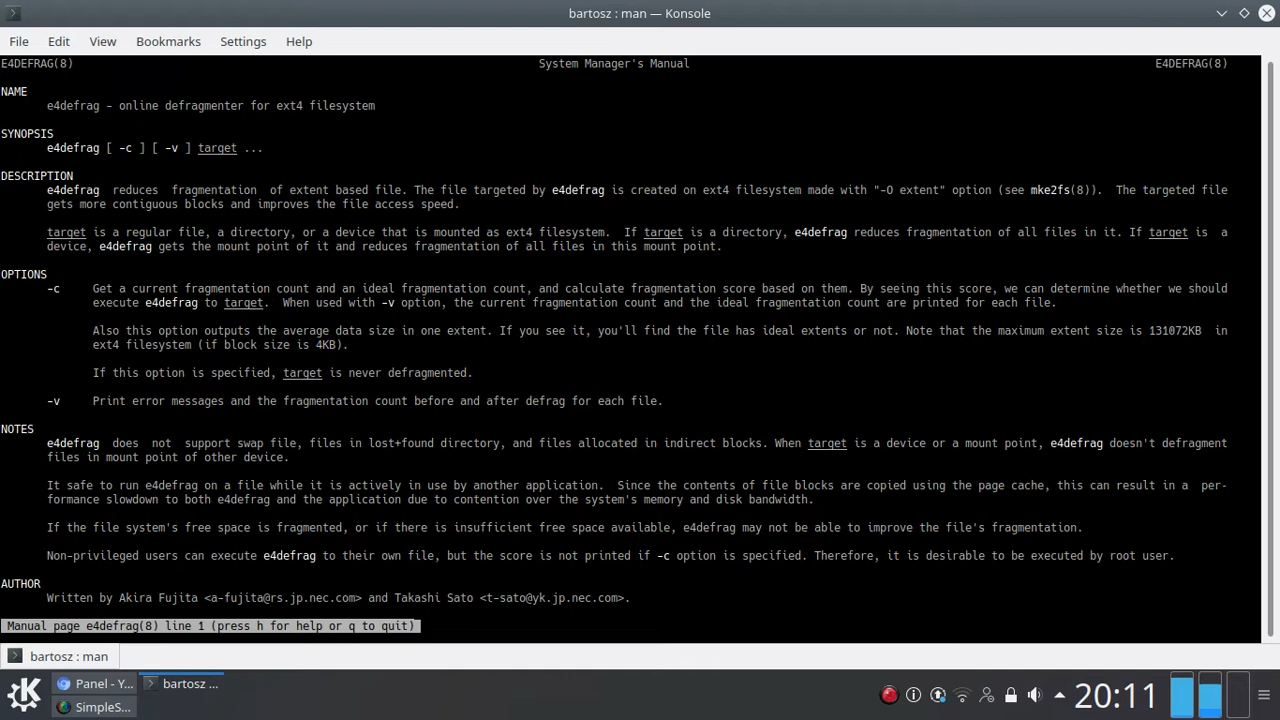 bartosz : man — Konsole
File Edit View Bookmarks Settings Help
E4DEFRAG(8) System Manager's Manual E4DEFRAG(8)
NAME
e4defrag - online defragmenter for ext4 filesystem
SYNOPSIS
e4defrag [ -c ] [ -v ] target ...
DESCRIPTION
e4defrag reduces fragmentation of extent based file. The file targeted by e4defrag is created on ext4 filesystem made with "-O extent" option (see mke2fs(8)). The targeted file
gets more contiguous blocks and improves the file access speed.
target is a regular file, a directory, or a device that is mounted as ext4 filesystem. If target is a directory, e4defrag reduces fragmentation of all files in it. If target is a
device, e4defrag gets the mount point of it and reduces fragmentation of all files in this mount point.
OPTIONS
-c Get a current fragmentation count and an ideal fragmentation count, and calculate fragmentation score based on them. By seeing this score, we can determine whether we should
execute e4defrag to target. When used with -v option, the current fragmentation count and the ideal fragmentation count are printed for each file.
Also this option outputs the average data size in one extent. If you see it, you'll find the file has ideal extents or not. Note that the maximum extent size is 131072KB in
ext4 filesystem (if block size is 4KB).
If this option is specified, target is never defragmented.
-v Print error messages and the fragmentation count before and after defrag for each file.
NOTES
e4defrag does not support swap file, files in lost+found directory, and files allocated in indirect blocks. When target is a device or a mount point, e4defrag doesn't defragment
files in mount point of other device.
It safe to run e4defrag on a file while it is actively in use by another application. Since the contents of file blocks are copied using the page cache, this can result in a per-
formance slowdown to both e4defrag and the application due to contention over the system's memory and disk bandwidth.
If the file system's free space is fragmented, or if there is insufficient free space available, e4defrag may not be able to improve the file's fragmentation.
Non-privileged users can execute e4defrag to their own file, but the score is not printed if -c option is specified. Therefore, it is desirable to be executed by root user.
AUTHOR
Written by Akira Fujita <a-fujita@rs.jp.nec.com> and Takashi Sato <t-sato@yk.jp.nec.com>.
Manual page e4defrag(8) line 1 (press h for help or q to quit)
bartosz : man
Panel - Y... bartosz ...
SimpleS...
20:11